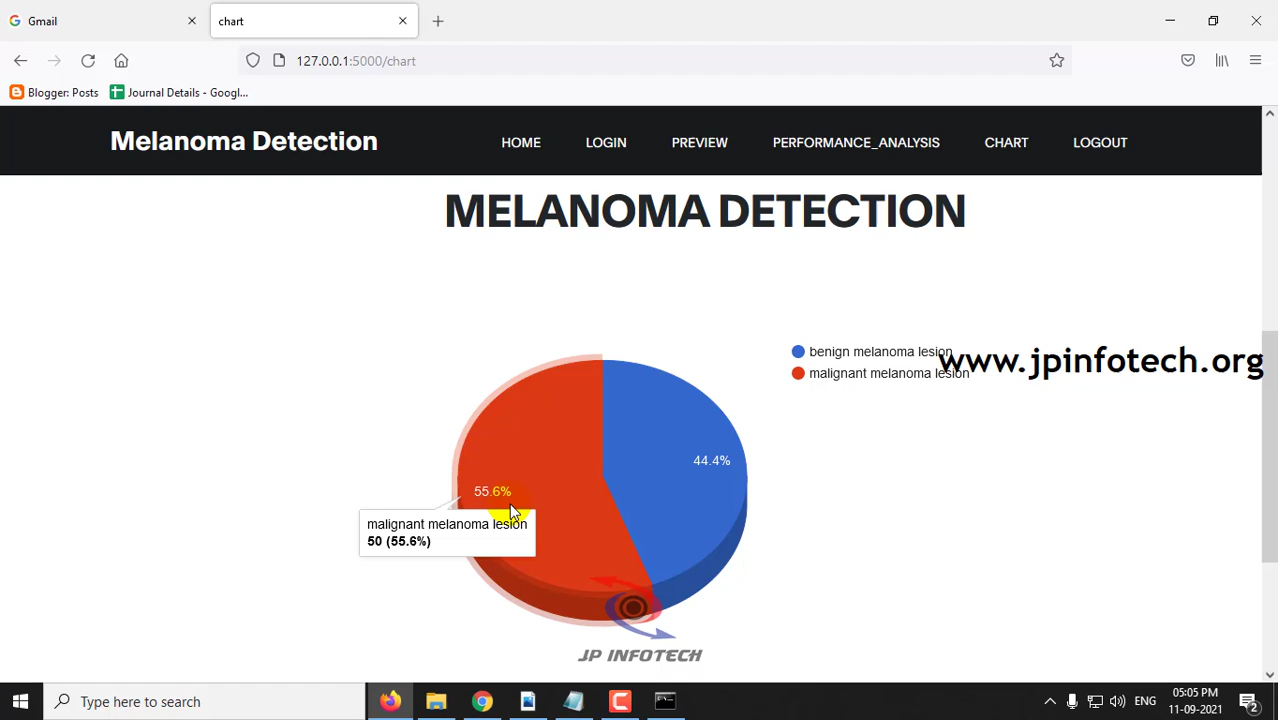 Gmail
chart
127.0.0.1:5000/chart
Blogger: Posts
Journal Details - Googl...
Melanoma Detection
HOME
LOGIN
PREVIEW
PERFORMANCE_ANALYSIS
CHART
LOGOUT
MELANOMA DETECTION
benign melanoma lesion
malignant melanoma lesion
www.jpinfotech.org
44.4%
55.6%
malignant melanoma lesion
50 (55.6%)
JP INFOTECH
Type here to search
ENG
05:05 PM
11-09-2021
2